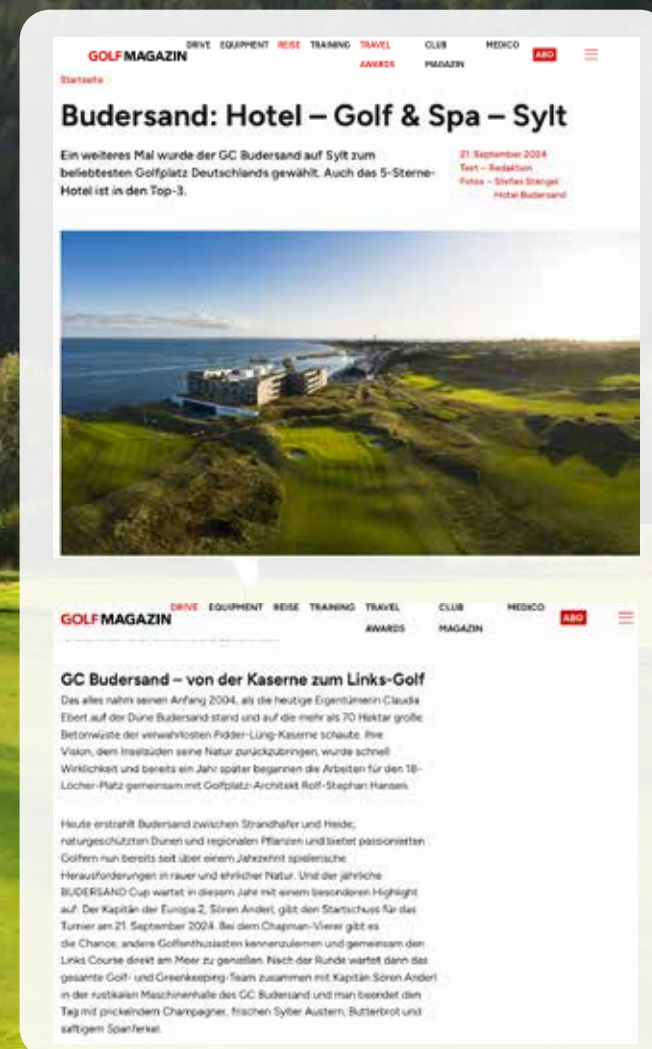 GOLF MAGAZIN
DRIVE EQUIPMENT REISE TRAINING TRAVEL AWARDS CLUB MAGAZIN MEDICO ABO
Startseite
Budersand: Hotel – Golf & Spa – Sylt
Ein weiteres Mal wurde der GC Budersand auf Sylt zum
beliebtesten Golfplatz Deutschlands gewählt. Auch das 5-Sterne-
Hotel ist in den Top-3.
21. September 2024
Text – Redaktion
Fotos – Stefan Stengel
Hotel Budersand
GOLF MAGAZIN
DRIVE EQUIPMENT REISE TRAINING TRAVEL AWARDS CLUB MAGAZIN MEDICO ABO
GC Budersand – von der Kaserne zum Links-Golf
Das alles nahm seinen Anfang 2004, als die heutige Eigentümerin Claudia
Ebert auf der Düne Budersand stand und auf die mehr als 70 Hektar große
Betonwüste der verwahrlosten Pidder-Lüng-Kaserne schaute. Ihre
Vision, dem Inselsüden seine Natur zurückzubringen, wurde schnell
Wirklichkeit und bereits ein Jahr später begannen die Arbeiten für den 18-
Löcher-Platz gemeinsam mit Golfplatz-Architekt Rolf-Stephan Hansen.
Heute erstrahlt Budersand zwischen Strandhafer und Heide,
naturgeschützten Dünen und regionalen Pflanzen und bietet passionierten
Golfern nun bereits seit über einem Jahrzehnt spielerische
Herausforderungen in rauer und ehrlicher Natur. Und der jährliche
BUDERSAND Cup wartet in diesem Jahr mit einem besonderen Highlight
auf: Der Kapitän der Europa 2, Sören Anderl, gibt den Startschuss für das
Turnier am 21. September 2024. Bei dem Chapman-Vierer gibt es
die Chance, andere Golfenthusiasten kennenzulernen und gemeinsam den
Links Course direkt am Meer zu genießen. Nach der Runde wartet dann das
gesamte Golf- und Greenkeeping-Team zusammen mit Kapitän Sören Anderl
in der rustikalen Maschinenhalle des GC Budersand und man beendet den
Tag mit prickelndem Champagner, frischen Sylter Austern, Butterbrot und
saftigem Spanferkel.